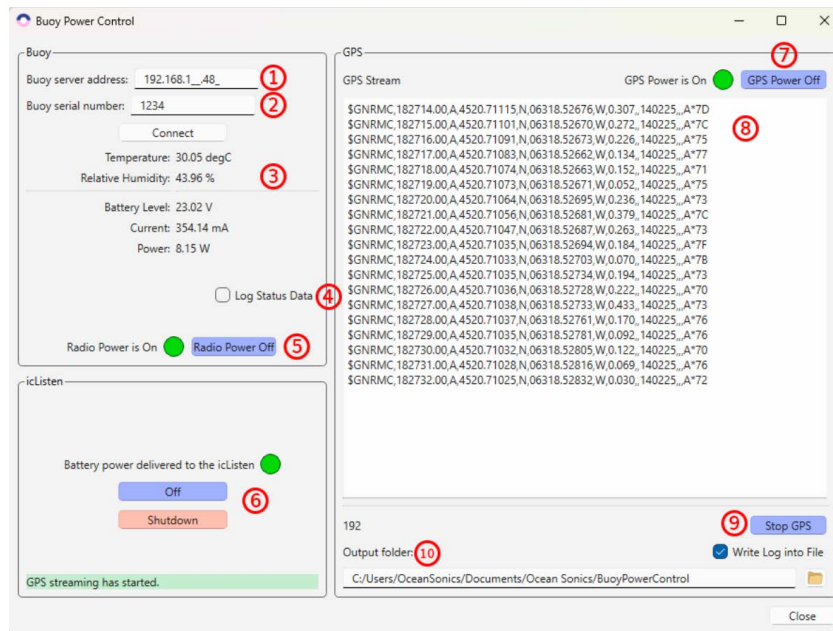 Buoy Power Control
Buoy
Buoy server address: 192.168.1__.48_ 1
Buoy serial number: 1234 2
Connect
Temperature: 30.05 degC
Relative Humidity: 43.96 % 3
Battery Level: 23.02 V
Current: 354.14 mA
Power: 8.15 W
Log Status Data 4
Radio Power is On Radio Power Off 5
icListen
Battery power delivered to the icListen
Off
6
Shutdown
GPS streaming has started.
GPS
7
GPS Stream GPS Power is On GPS Power Off
8
$GNRMC,182714.00,A,4520.71115,N,06318.52676,W,0.307,,140225,,,A*7D
$GNRMC,182715.00,A,4520.71101,N,06318.52670,W,0.272,,140225,,,A*7C
$GNRMC,182716.00,A,4520.71091,N,06318.52673,W,0.226,,140225,,,A*75
$GNRMC,182717.00,A,4520.71083,N,06318.52662,W,0.134,,140225,,,A*77
$GNRMC,182718.00,A,4520.71074,N,06318.52663,W,0.152,,140225,,,A*71
$GNRMC,182719.00,A,4520.71073,N,06318.52671,W,0.052,,140225,,,A*75
$GNRMC,182720.00,A,4520.71064,N,06318.52695,W,0.236,,140225,,,A*73
$GNRMC,182721.00,A,4520.71056,N,06318.52681,W,0.379,,140225,,,A*7C
$GNRMC,182722.00,A,4520.71047,N,06318.52687,W,0.263,,140225,,,A*73
$GNRMC,182723.00,A,4520.71035,N,06318.52694,W,0.184,,140225,,,A*7F
$GNRMC,182724.00,A,4520.71033,N,06318.52703,W,0.070,,140225,,,A*7B
$GNRMC,182725.00,A,4520.71035,N,06318.52734,W,0.194,,140225,,,A*73
$GNRMC,182726.00,A,4520.71036,N,06318.52728,W,0.222,,140225,,,A*70
$GNRMC,182727.00,A,4520.71038,N,06318.52733,W,0.433,,140225,,,A*73
$GNRMC,182728.00,A,4520.71037,N,06318.52761,W,0.170,,140225,,,A*76
$GNRMC,182729.00,A,4520.71035,N,06318.52781,W,0.092,,140225,,,A*76
$GNRMC,182730.00,A,4520.71032,N,06318.52805,W,0.122,,140225,,,A*70
$GNRMC,182731.00,A,4520.71028,N,06318.52816,W,0.069,,140225,,,A*76
$GNRMC,182732.00,A,4520.71025,N,06318.52832,W,0.030,,140225,,,A*72
192 9 Stop GPS
Output folder: 10 Write Log into File
C:/Users/OceanSonics/Documents/Ocean Sonics/BuoyPowerControl
Close